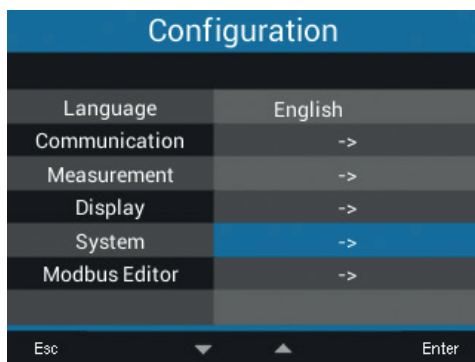 Configuration
Language English
Communication ->
Measurement ->
Display ->
System ->
Modbus Editor ->
Esc Enter